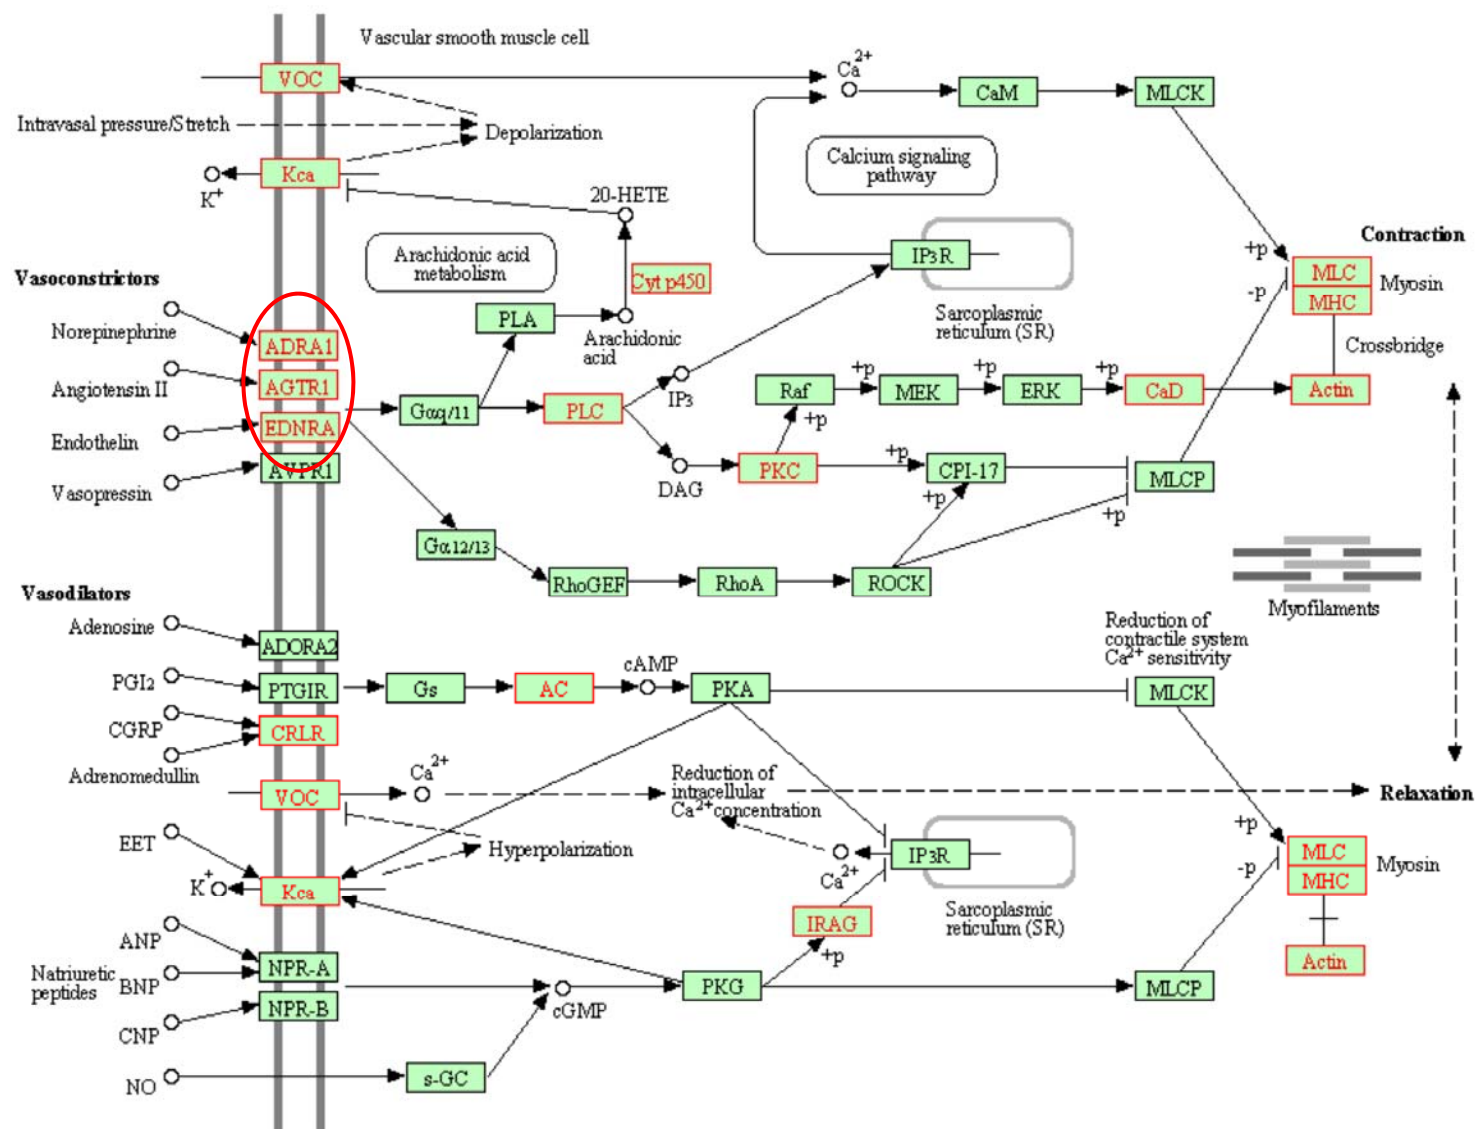 Vascular smooth muscle cell
VOC
Ca2+
CaM
MLCK
Intravasal pressure/Stretch
Depolarization
Kca
K+
20-HETE
Calcium signaling
pathway
Arachidonic acid
metabolism
Cyt p450
IP3R
Sarcoplasmic
reticulum (SR)
+p
-p
Contraction
MLC
MHC
Myosin
Crossbridge
Vasoconstrictors
Norepinephrine
ADRA1
PLA
Arachidonic
acid
Angiotensin II
AGTR1
Endothelin
EDNRA
Vasopressin
AVPR1
Gαq/11
PLC
IP3
DAG
Raf
+p
MEK
+p
ERK
+p
CaD
Actin
+p
PKC
+p
CPI-17
MLCP
+p
+p
Gα12/13
RhoGEF
RhoA
ROCK
Myofilaments
Vasodilators
Adenosine
ADORA2
PGI2
PTGIR
Gs
AC
cAMP
PKA
Reduction of
contractile system
Ca2+ sensitivity
MLCK
CGRP
CRLR
Adrenomedullin
VOC
Ca2+
Reduction of
intracellular
Ca2+concentration
Relaxation
EET
Hyperpolarization
K+
Kca
Ca2+
IP3R
Sarcoplasmic
reticulum (SR)
+p
-p
MLC
MHC
Myosin
Actin
IRAG
+p
ANP
Natriuretic
peptides
BNP
CNP
NPR-A
NPR-B
cGMP
PKG
MLCP
NO
s-GC